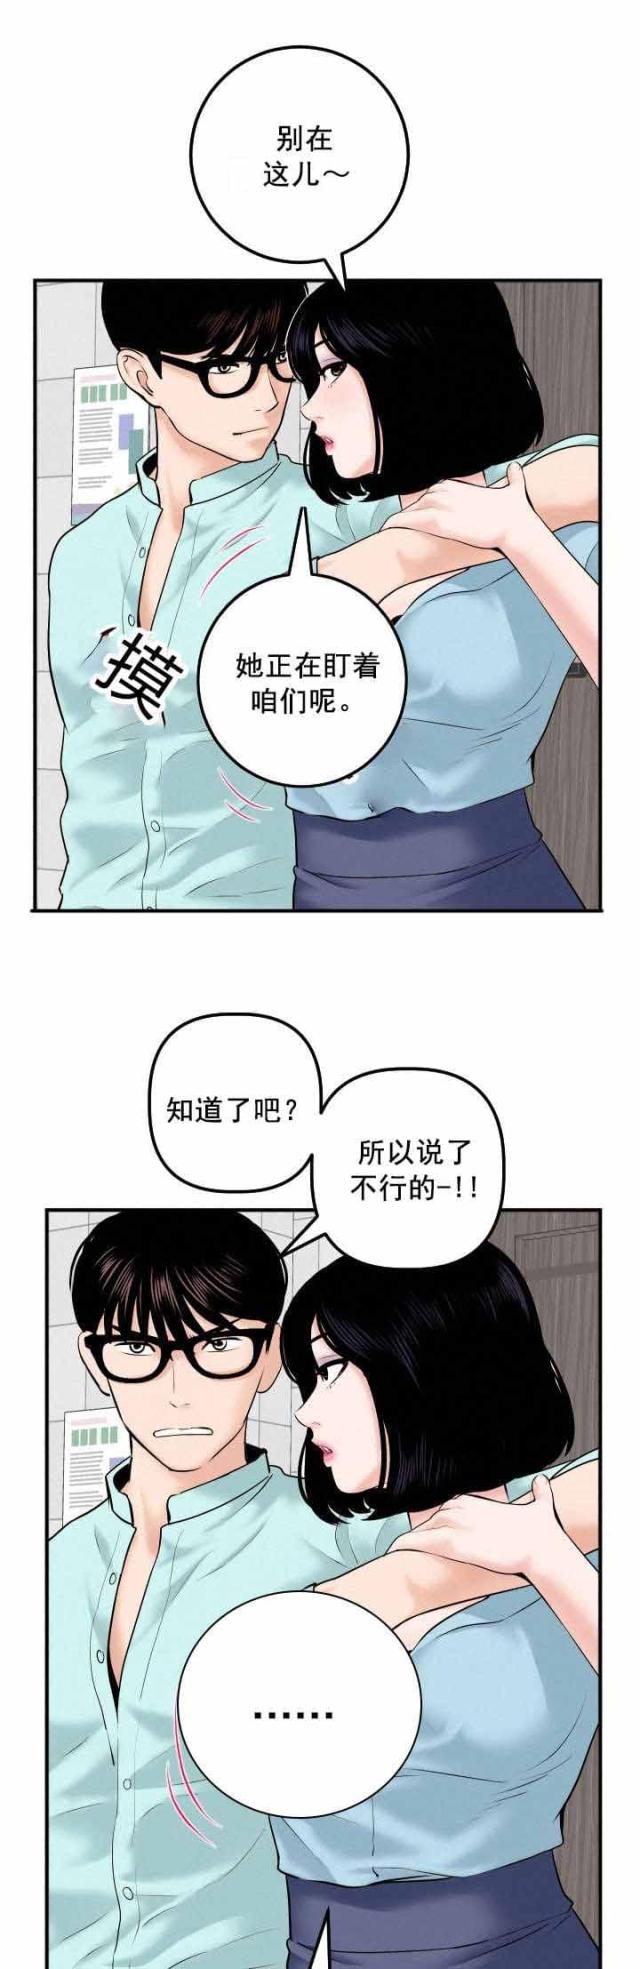 别在
这儿～
摸
她正在盯着
咱们呢。
知道了吧？
所以说了
不行的-!!
......